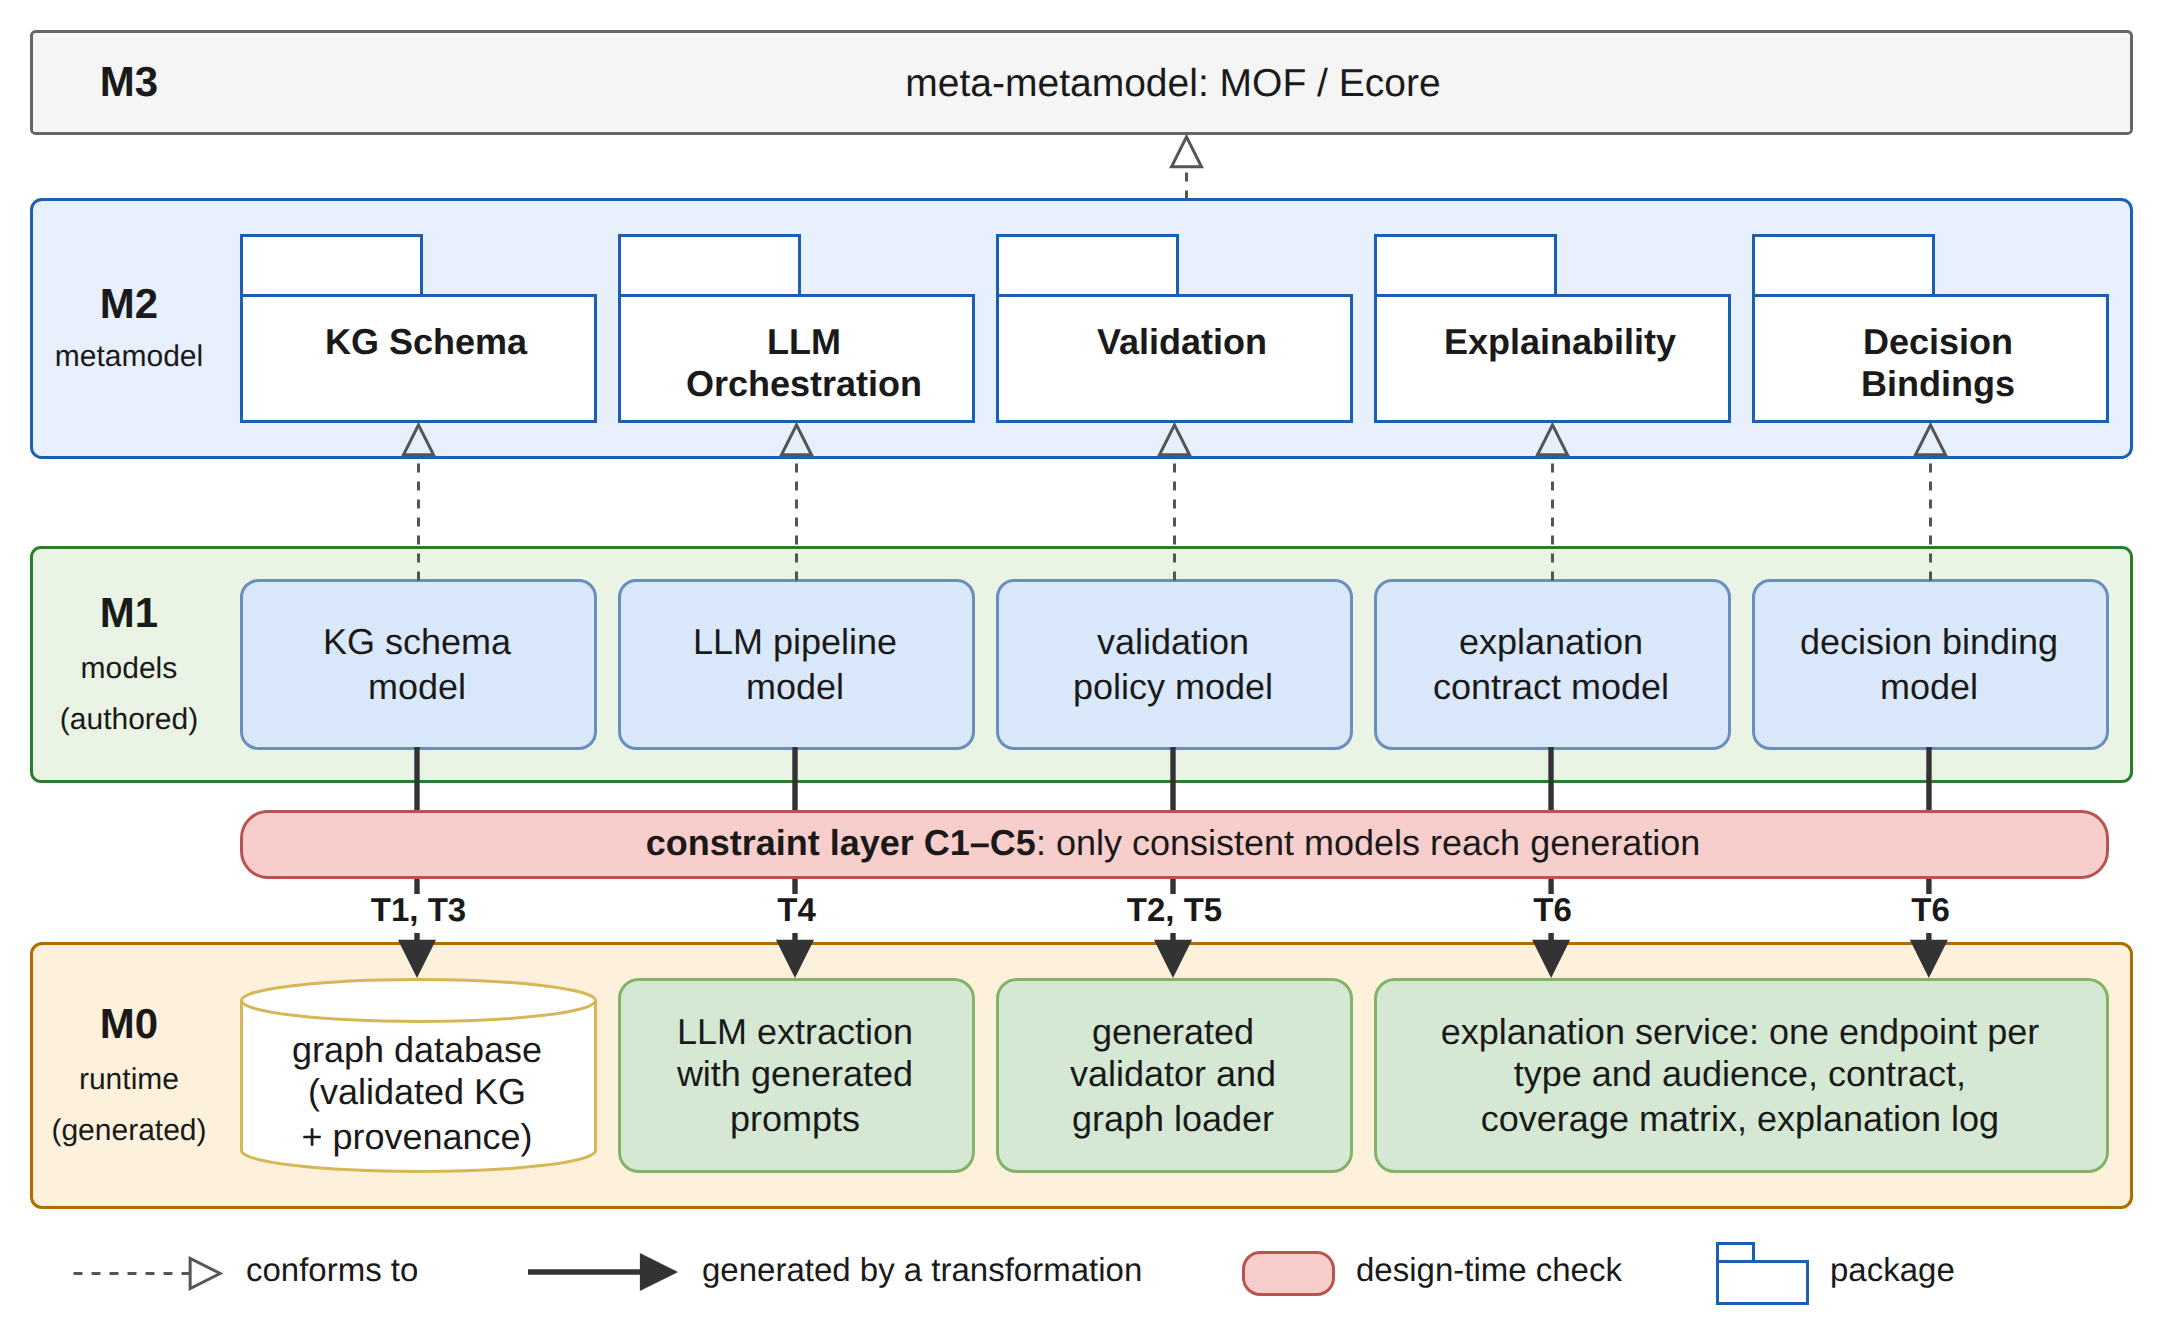 M3
meta-metamodel: MOF / Ecore
M2
metamodel
KG Schema
LLM
Orchestration
Validation
Explainability
Decision
Bindings
M1
models
(authored)
KG schema
model
LLM pipeline
model
validation
policy model
explanation
contract model
decision binding
model
constraint layer C1–C5: only consistent models reach generation
T1, T3
T4
T2, T5
T6
T6
M0
runtime
(generated)
graph database
(validated KG
+ provenance)
LLM extraction
with generated
prompts
generated
validator and
graph loader
explanation service: one endpoint per
type and audience, contract,
coverage matrix, explanation log
conforms to
generated by a transformation
design-time check
package